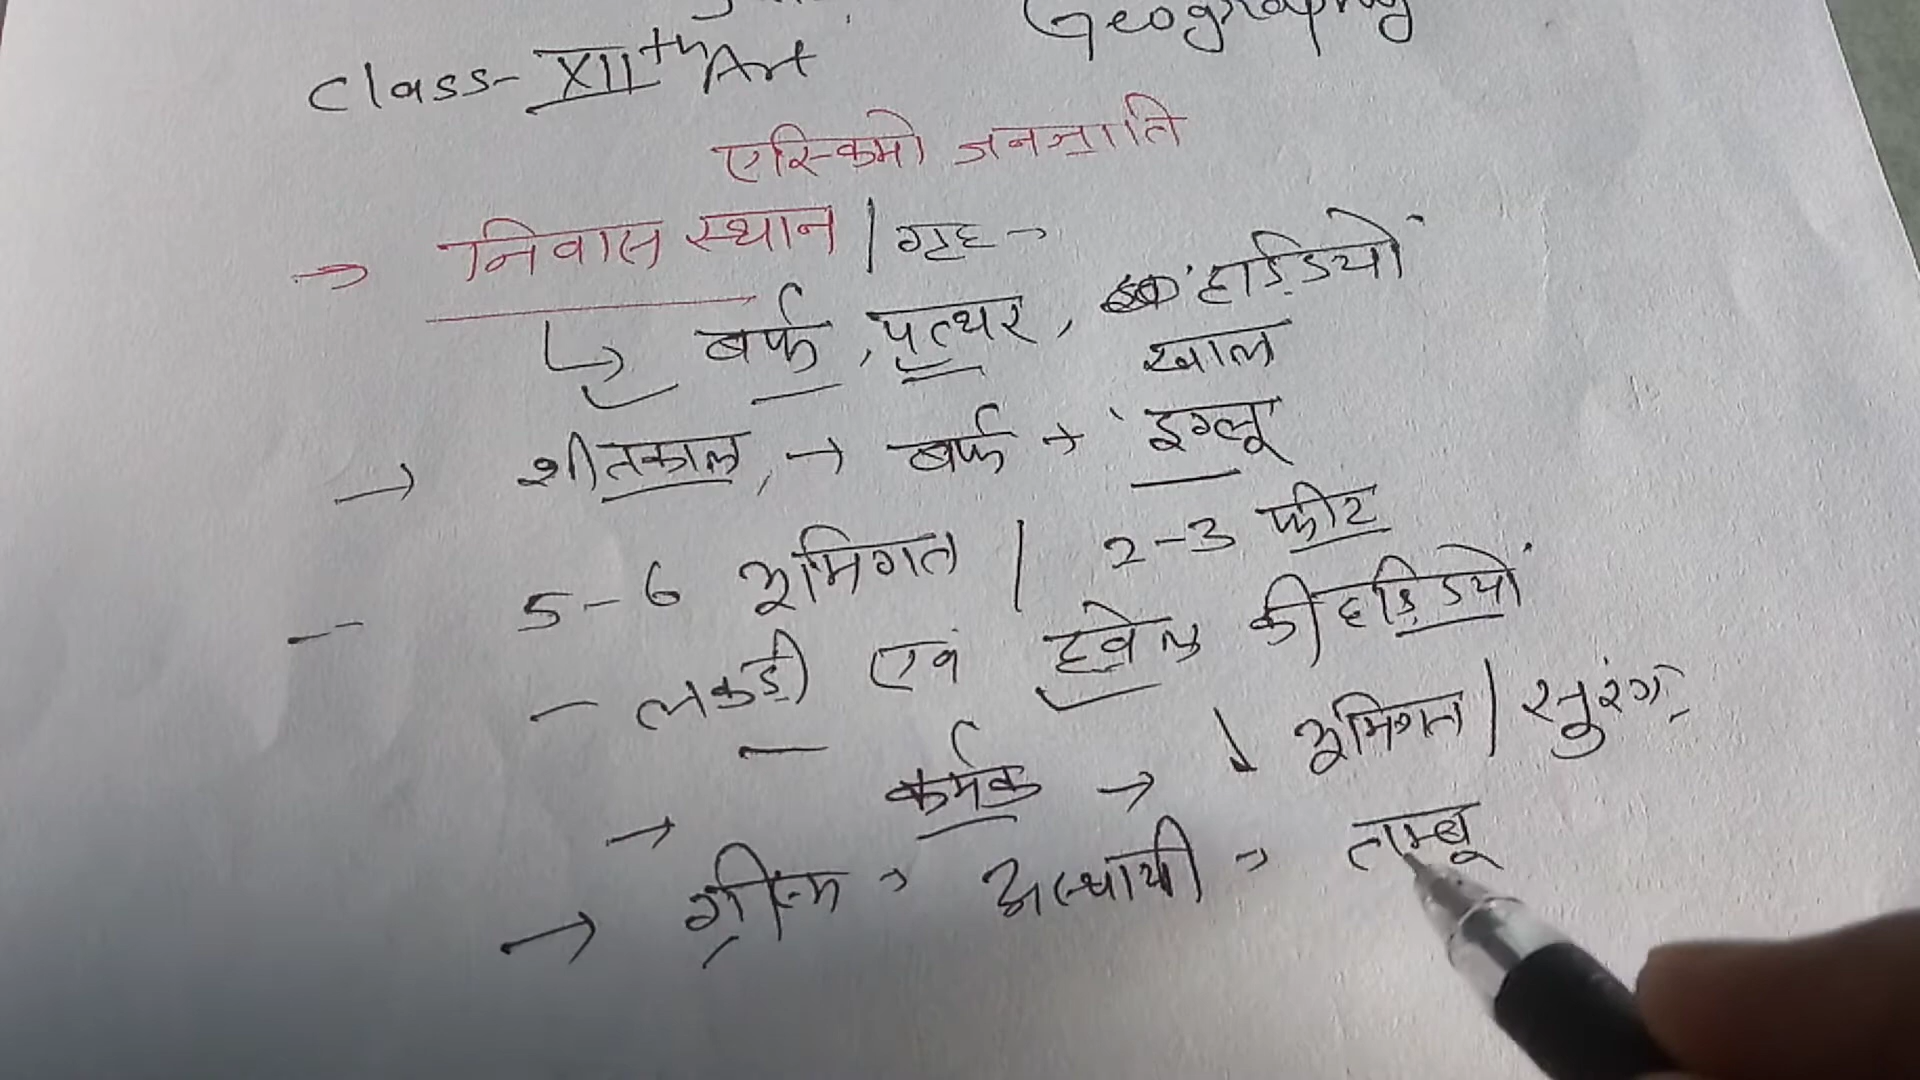 Geography
Class- XIIth Art
एस्किमो जनजाति
→ निवास स्थान | गृह →
↳ बर्फ, पत्थर, हड्डियों
खाल
→ शीतकाल, → बर्फ → इग्लू
- 5-6 भूमिगत | 2-3 फीट
- लकड़ी एवं ह्वेल की हड्डियों
→ कर्मक → ↓ भूमिगत | सुरंग
→ ग्रीष्म → अस्थायी → तम्बू